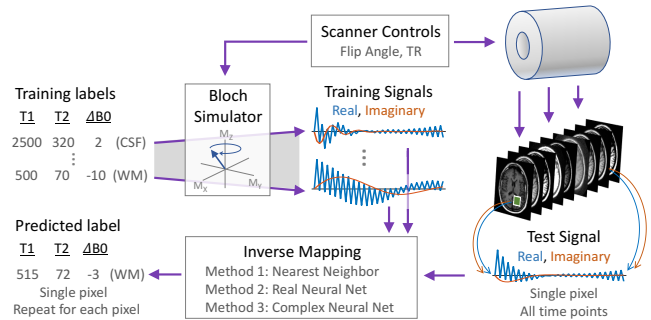 Scanner Controls
Flip Angle, TR
Training labels
T1 T2 ΔB0
2500 320 2 (CSF)
500 70 -10 (WM)
Bloch
Simulator
M_Z
M_X
M_Y
Training Signals
Real, Imaginary
Predicted label
T1 T2 ΔB0
515 72 -3 (WM)
Single pixel
Repeat for each pixel
Inverse Mapping
Method 1: Nearest Neighbor
Method 2: Real Neural Net
Method 3: Complex Neural Net
Test Signal
Real, Imaginary
Single pixel
All time points